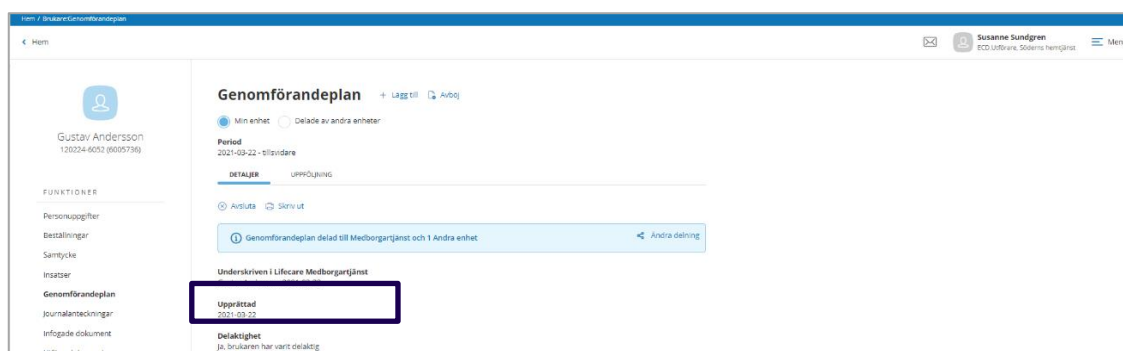 Hem / Brukare:Genomförandeplan
Hem
Susanne Sundgren
ECD Utförare, Söderns hemtjänst
Men
Gustav Andersson
120224-6052 (6005736)
FUNKTIONER
Personuppgifter
Beställningar
Samtycke
Insatser
Genomförandeplan
Journalanteckningar
Infogade dokument
Genomförandeplan + Lägg till Avböj
Min enhet Delade av andra enheter
Period
2021-03-22 - tillsvidare
DETALJER UPPFÖLJNING
Avsluta Skriv ut
Genomförandeplan delad till Medborgartjänst och 1 Andra enhet Ändra delning
Underskriven i Lifecare Medborgartjänst
Upprättad
2021-03-22
Delaktighet
Ja, brukaren har varit delaktig